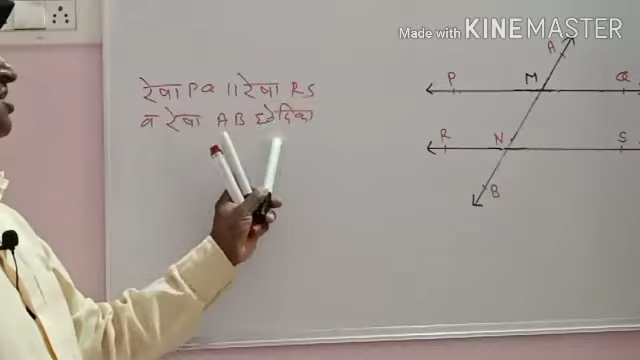 Made with KINEMASTER
रेषा PQ || रेषा RS
व रेषा AB छेदिका
A
P M Q
R N S
B